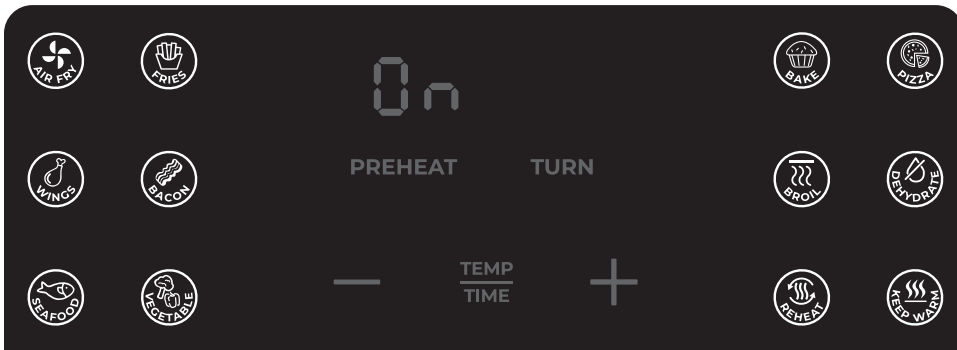 AIR FRY
FRIES
On
BAKE
PIZZA
PREHEAT TURN
WINGS
BACON
BROIL
DEHYDRATE
TEMP
TIME
SEAFOOD
VEGETABLE
REHEAT
KEEP WARM